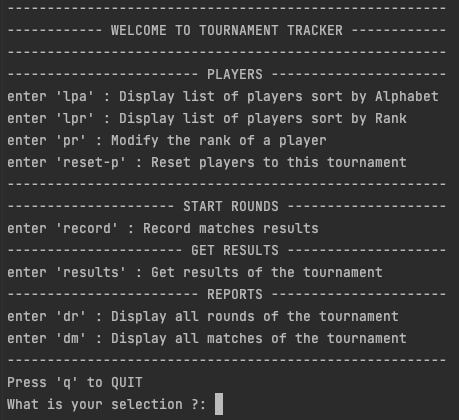 -------------------------------------------------------
------------ WELCOME TO TOURNAMENT TRACKER ------------
-------------------------------------------------------
------------------------ PLAYERS ----------------------
enter 'lpa' : Display list of players sort by Alphabet
enter 'lpr' : Display list of players sort by Rank
enter 'pr' : Modify the rank of a player
enter 'reset-p' : Reset players to this tournament
-------------------------------------------------------
--------------------- START ROUNDS --------------------
enter 'record' : Record matches results
---------------------- GET RESULTS --------------------
enter 'results' : Get results of the tournament
------------------------ REPORTS ----------------------
enter 'dr' : Display all rounds of the tournament
enter 'dm' : Display all matches of the tournament
-------------------------------------------------------
Press 'q' to QUIT
What is your selection ?: